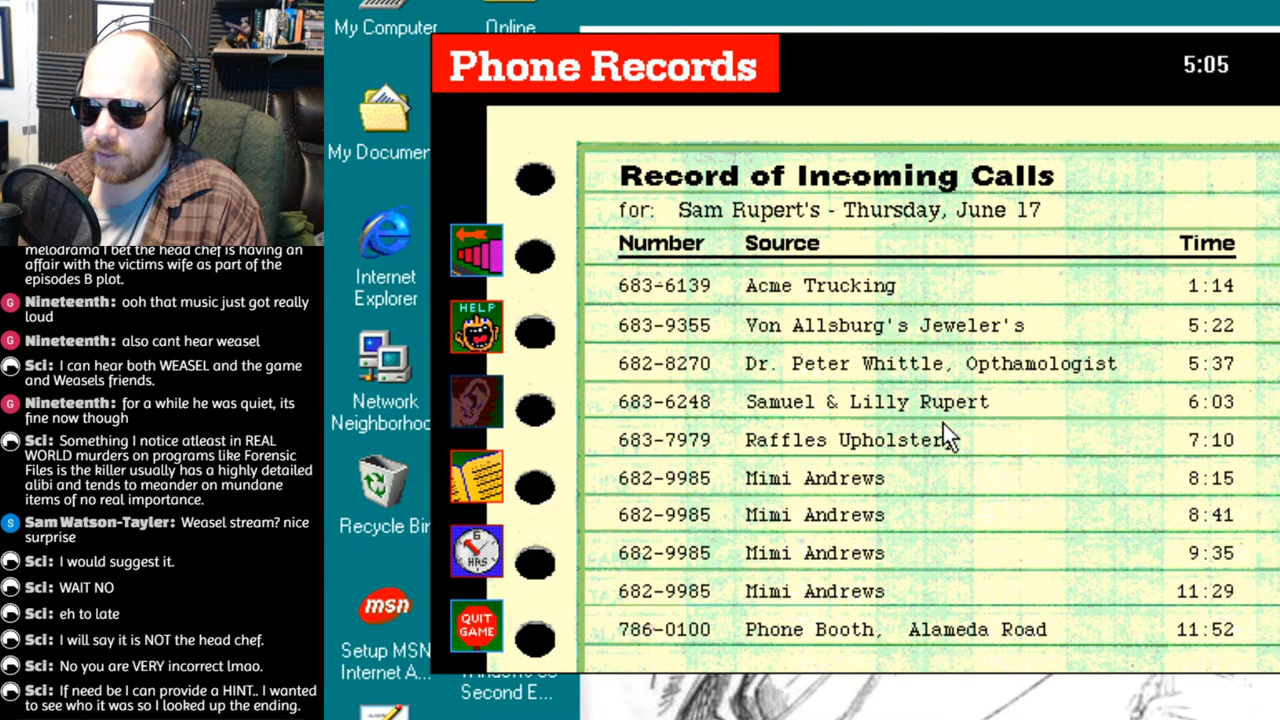 My Computer
Online
My Documen
Internet
Explorer
Network
Neighborhoo
Recycle Bin
msn
Setup MSN
Internet A...
Second E...
Phone Records
5:05
HELP
6
HRS
QUIT
GAME
Record of Incoming Calls
for: Sam Rupert's - Thursday, June 17
Number Source Time
683-6139 Acme Trucking 1:14
683-9355 Von Allsburg's Jeweler's 5:22
682-8270 Dr. Peter Whittle, Opthamologist 5:37
683-6248 Samuel & Lilly Rupert 6:03
683-7979 Raffles Upholster 7:10
682-9985 Mimi Andrews 8:15
682-9985 Mimi Andrews 8:41
682-9985 Mimi Andrews 9:35
682-9985 Mimi Andrews 11:29
786-0100 Phone Booth, Alameda Road 11:52
melodrama I bet the head chef is having an
affair with the victims wife as part of the
episodes B plot.
G Nineteenth: ooh that music just got really
loud
G Nineteenth: also cant hear weasel
Sci: I can hear both WEASEL and the game
and Weasels friends.
G Nineteenth: for a while he was quiet, its
fine now though
Sci: Something I notice atleast in REAL
WORLD murders on programs like Forensic
Files is the killer usually has a highly detailed
alibi and tends to meander on mundane
items of no real importance.
S Sam Watson-Tayler: Weasel stream? nice
surprise
Sci: I would suggest it.
Sci: WAIT NO
Sci: eh to late
Sci: I will say it is NOT the head chef.
Sci: No you are VERY incorrect lmao.
Sci: If need be I can provide a HINT.. I wanted
to see who it was so I looked up the ending.